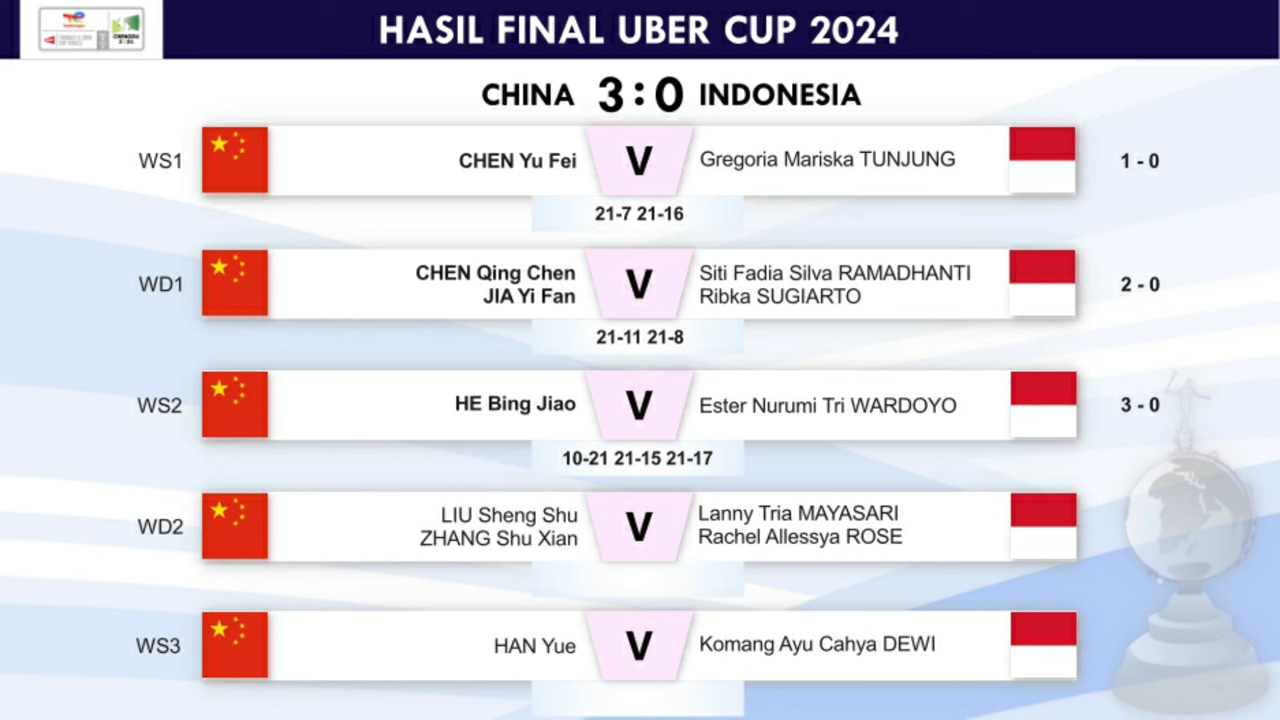 HASIL FINAL UBER CUP 2024
CHENGDU
CHINA 3:0 INDONESIA
WS1 CHEN Yu Fei V Gregoria Mariska TUNJUNG 1 - 0
21-7 21-16
WD1 CHEN Qing Chen V Siti Fadia Silva RAMADHANTI 2 - 0
JIA Yi Fan Ribka SUGIARTO
21-11 21-8
WS2 HE Bing Jiao V Ester Nurumi Tri WARDOYO 3 - 0
10-21 21-15 21-17
WD2 LIU Sheng Shu V Lanny Tria MAYASARI
ZHANG Shu Xian Rachel Allessya ROSE
WS3 HAN Yue V Komang Ayu Cahya DEWI